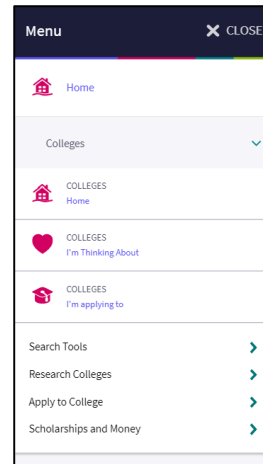 Menu CLOSE
Home
Colleges
COLLEGES
Home
COLLEGES
I'm Thinking About
COLLEGES
I'm applying to
Search Tools
Research Colleges
Apply to College
Scholarships and Money